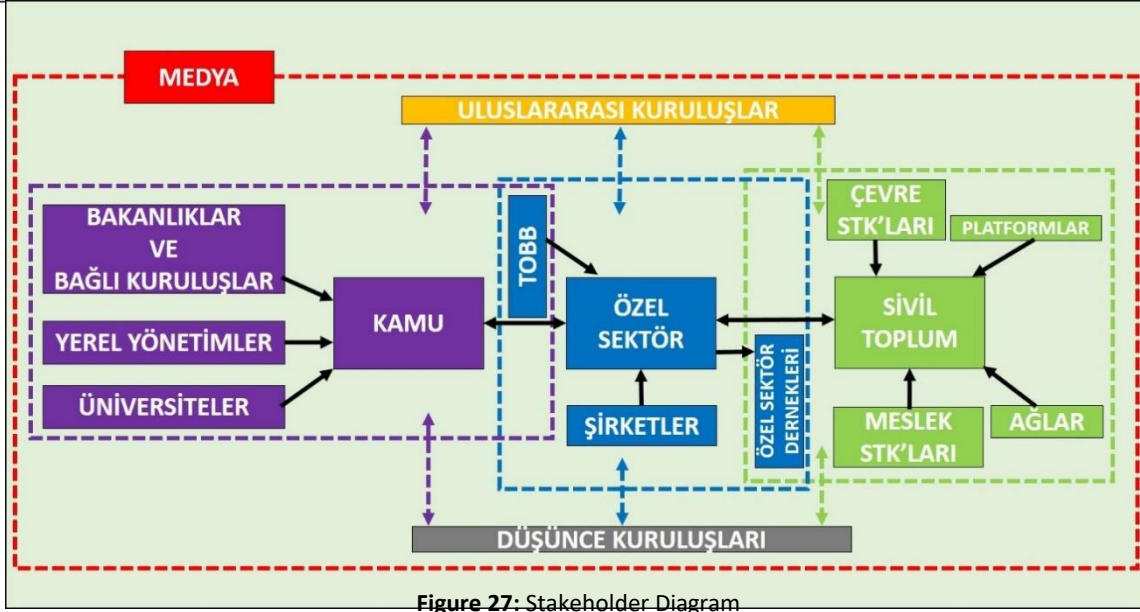 MEDYA
ULUSLARARASI KURULUŞLAR
BAKANLIKLAR
VE
BAĞLI KURULUŞLAR
YEREL YÖNETİMLER
ÜNİVERSİTELER
KAMU
TOBB
ÖZEL
SEKTÖR
ŞİRKETLER
ÖZEL SEKTÖR
DERNEKLERİ
ÇEVRE
STK'LARI
PLATFORMLAR
SİVİL
TOPLUM
MESLEK
STK'LARI
AĞLAR
DÜŞÜNCE KURULUŞLARI
Figure 27: Stakeholder Diagram